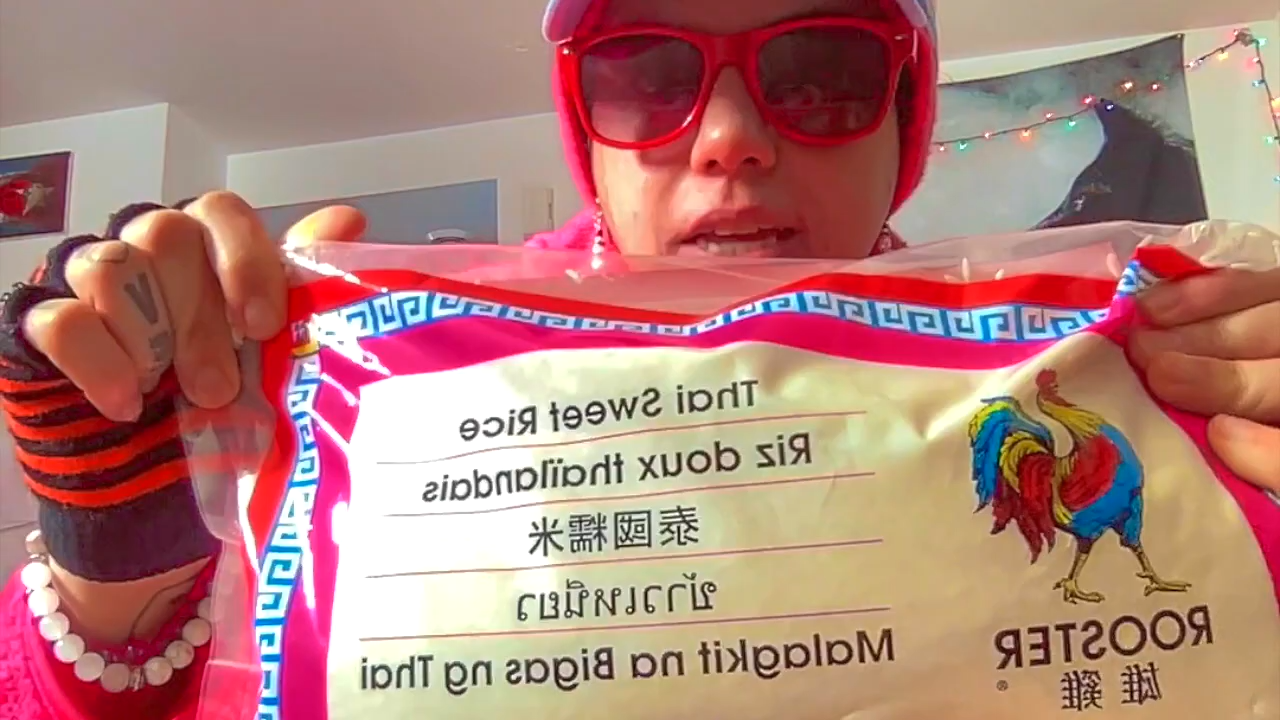 Thai Sweet Rice
Riz doux thaïlandais
泰國糯米
ข้าวเหนียว
Malagkit na Bigas ng Thai
ROOSTER
®
雄雞